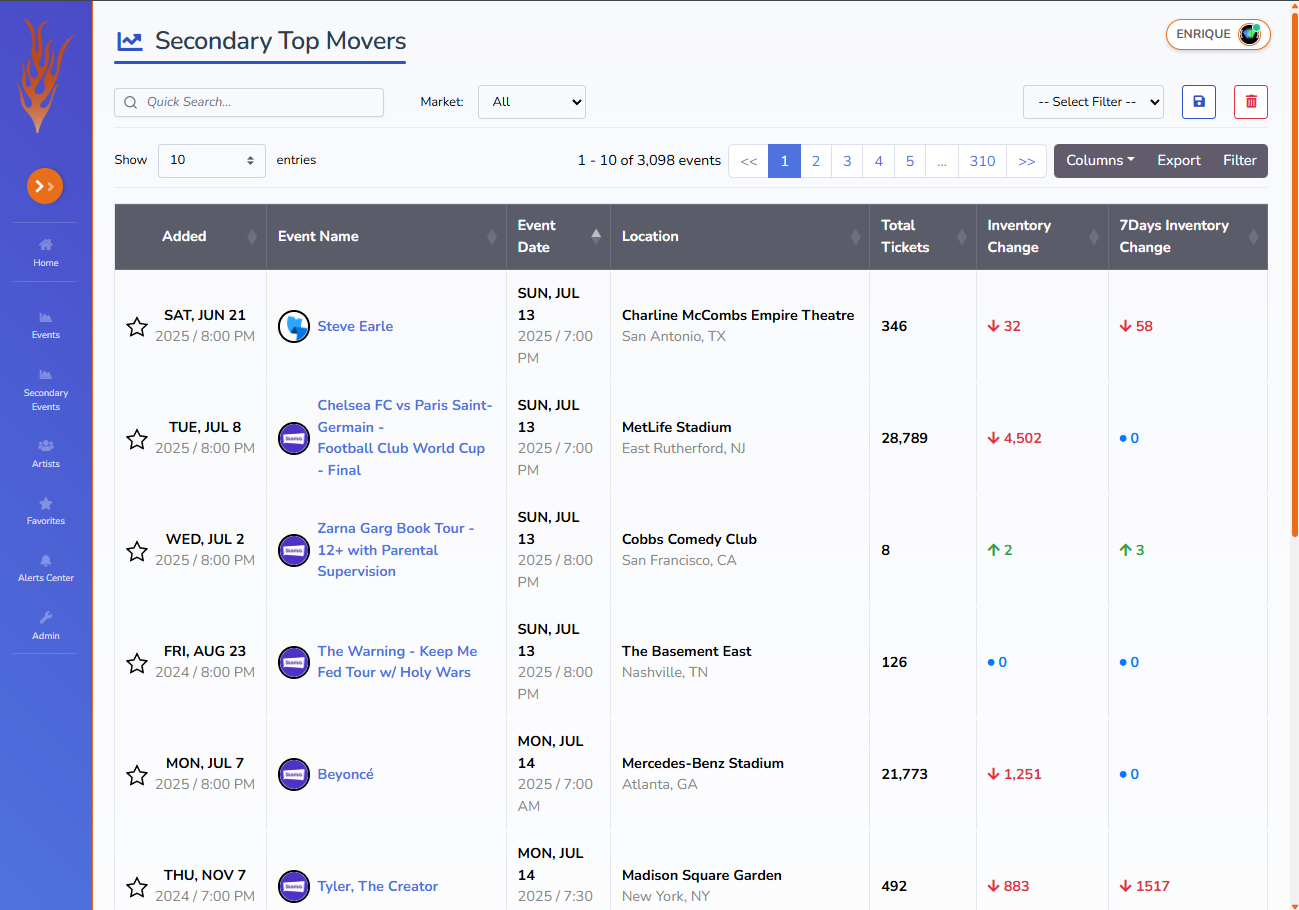 Secondary Top Movers
ENRIQUE
Quick Search...
Market:
All
-- Select Filter --
Show
10
entries
1 - 10 of 3,098 events
<<
1
2
3
4
5
...
310
>>
Columns
Export
Filter
Home
Events
Secondary
Events
Artists
Favorites
Alerts Center
Admin
Added
Event Name
Event
Date
Location
Total
Tickets
Inventory
Change
7Days Inventory
Change
SAT, JUN 21
2025 / 8:00 PM
Steve Earle
SUN, JUL
13
2025 / 7:00
PM
Charline McCombs Empire Theatre
San Antonio, TX
346
32
58
TUE, JUL 8
2025 / 8:00 PM
Chelsea FC vs Paris Saint-
Germain -
Football Club World Cup
- Final
SUN, JUL
13
2025 / 7:00
PM
MetLife Stadium
East Rutherford, NJ
28,789
4,502
0
WED, JUL 2
2025 / 8:00 PM
Zarna Garg Book Tour -
12+ with Parental
Supervision
SUN, JUL
13
2025 / 8:00
PM
Cobbs Comedy Club
San Francisco, CA
8
2
3
FRI, AUG 23
2024 / 8:00 PM
The Warning - Keep Me
Fed Tour w/ Holy Wars
SUN, JUL
13
2025 / 8:00
PM
The Basement East
Nashville, TN
126
0
0
MON, JUL 7
2025 / 8:00 PM
Beyoncé
MON, JUL
14
2025 / 7:00
AM
Mercedes-Benz Stadium
Atlanta, GA
21,773
1,251
0
THU, NOV 7
2024 / 7:00 PM
Tyler, The Creator
MON, JUL
14
2025 / 7:30
Madison Square Garden
New York, NY
492
883
1517